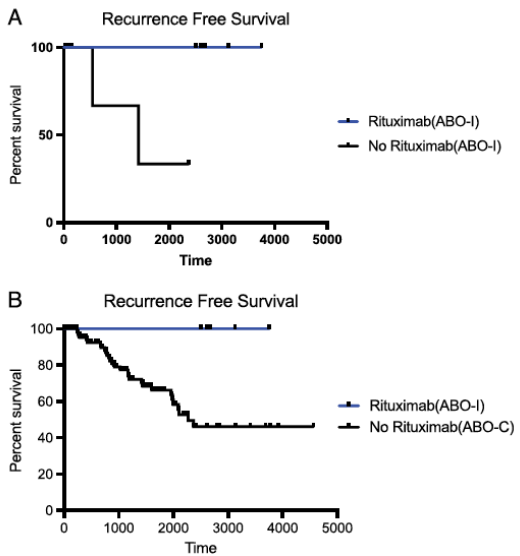 A
Recurrence Free Survival
Percent survival
100
50
0
0 1000 2000 3000 4000 5000
Time
Rituximab(ABO-I)
No Rituximab(ABO-I)
B
Recurrence Free Survival
Percent survival
100
80
60
40
20
0
0 1000 2000 3000 4000 5000
Time
Rituximab(ABO-I)
No Rituximab(ABO-C)